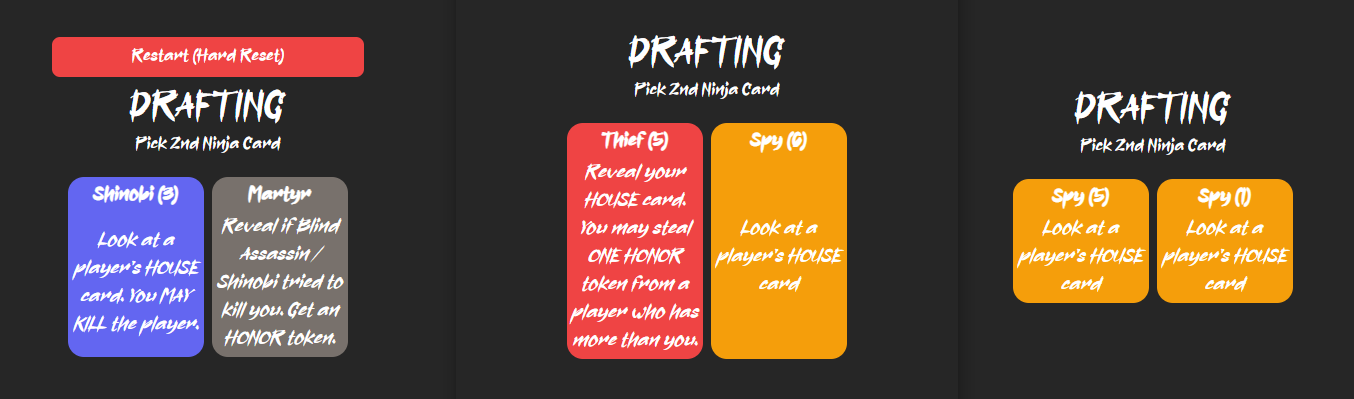 Restart (Hard Reset)
DRAFTING
Pick 2nd Ninja Card
Shinobi (3)
Look at a
player's HOUSE
card. You MAY
KILL the player.
Martyr
Reveal if Blind
Assassin /
Shinobi tried to
kill you. Get an
HONOR token.
DRAFTING
Pick 2nd Ninja Card
Thief (5)
Reveal your
HOUSE card.
You may steal
ONE HONOR
token from a
player who has
more than you.
Spy (6)
Look at a
player's HOUSE
card
DRAFTING
Pick 2nd Ninja Card
Spy (5)
Look at a
player's HOUSE
card
Spy (1)
Look at a
player's HOUSE
card